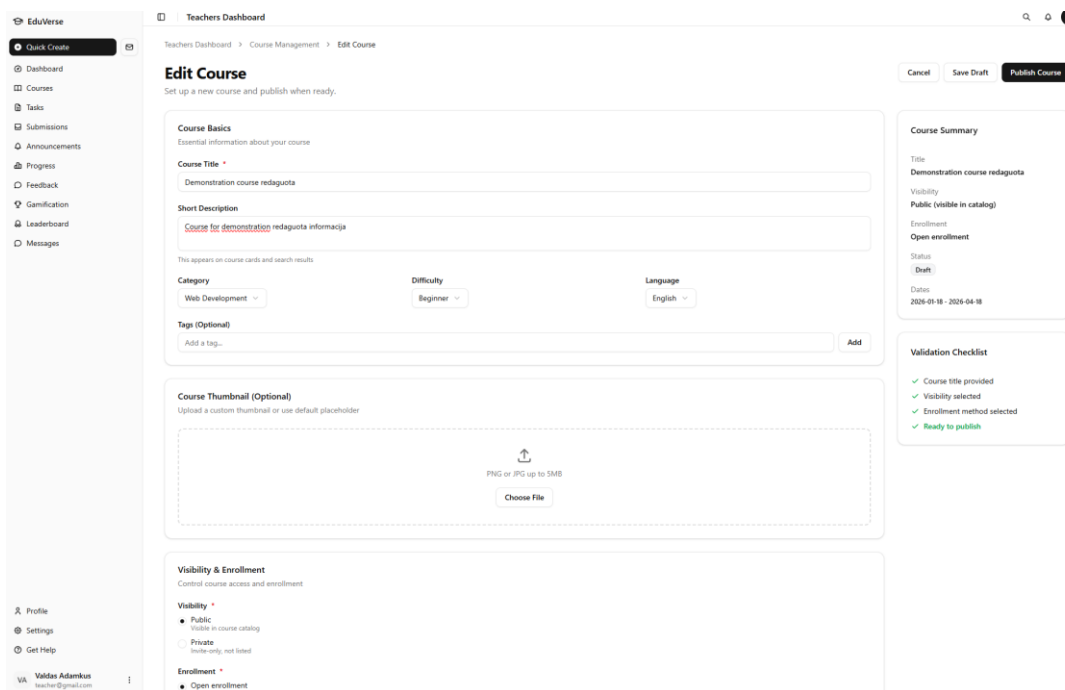 EduVerse
Teachers Dashboard
Quick Create
Dashboard
Courses
Tasks
Submissions
Announcements
Progress
Feedback
Gamification
Leaderboard
Messages
Profile
Settings
Get Help
VA
Valdas Adamkus
teacher@gmail.com
Teachers Dashboard > Course Management > Edit Course
Edit Course
Set up a new course and publish when ready.
Cancel
Save Draft
Publish Course
Course Basics
Essential information about your course
Course Title *
Demonstration course redaguota
Short Description
Course for demonstration redaguota informacija
This appears on course cards and search results
Category
Difficulty
Language
Web Development
Beginner
English
Tags (Optional)
Add a tag...
Add
Course Thumbnail (Optional)
Upload a custom thumbnail or use default placeholder
PNG or JPG up to 5MB
Choose File
Visibility & Enrollment
Control course access and enrollment
Visibility *
Public
Visible in course catalog
Private
Invite-only, not listed
Enrollment *
Open enrollment
Course Summary
Title
Demonstration course redaguota
Visibility
Public (visible in catalog)
Enrollment
Open enrollment
Status
Draft
Dates
2026-01-18 - 2026-04-18
Validation Checklist
Course title provided
Visibility selected
Enrollment method selected
Ready to publish